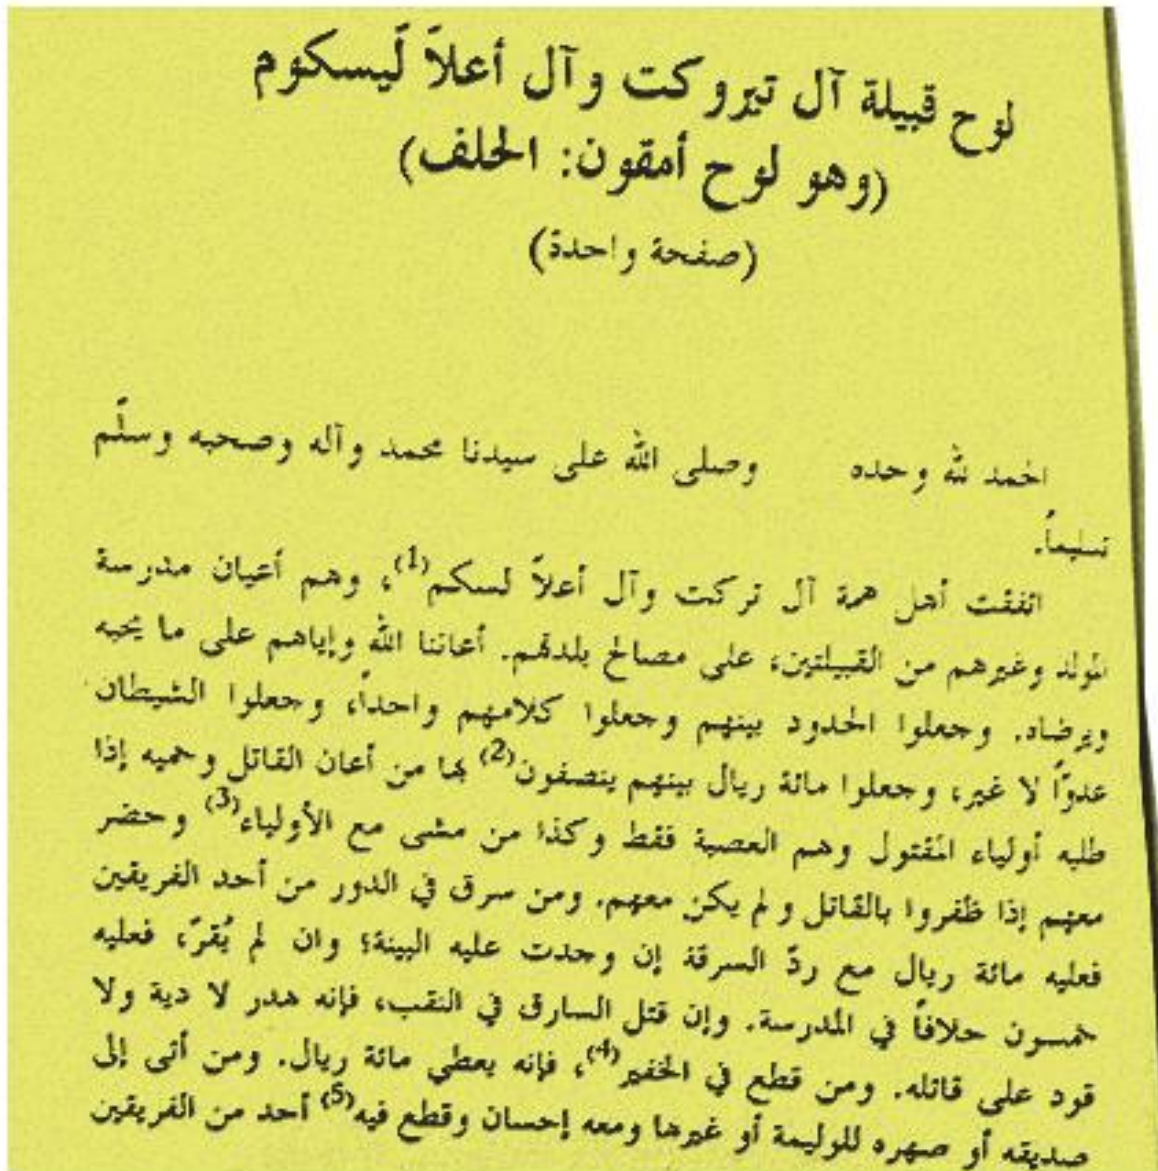 لوح قبيلة آل تيروكت وآل أعلاَ لّيسكوم
(وهو لوح أمقون: الحلف)
(صفحة واحدة)
الحمد لله وحده وصلى الله على سيدنا محمد وآله وصحبه وسلّم
تسليماً.
اتفقت أهل همة آل تركت وآل أعلاّ لسكم(1)، وهم أعيان مدرسة
المولد وغيرهم من القبيلتين، على مصالح بلدتهم. أعاننا الله وإياهم على ما يحبه
ويرضاه. وجعلوا الحدود بينهم وجعلوا كلامهم واحداً، وجعلوا الشيطان
عدوّاً لا غير، وجعلوا مائة ريال بينهم ينصفون(2) بها من أعان القاتل وحميه إذا
طلبه أولياء المقتول وهم العصبة فقط وكذا من مشى مع الأولياء(3) وحضر
معهم إذا ظفروا بالقاتل و لم يكن معهم. ومن سرق في الدور من أحد الفريقين
فعليه مائة ريال مع ردّ السرقة إن وجدت عليه البينة؛ وان لم يُقرّ، فعليه
خمسون حلافاً في المدرسة. وإن قتل السارق في النقب، فإنه هدر لا دية ولا
قود على قاتله. ومن قطع في الخفير(4)، فإنه يعطي مائة ريال. ومن أتى إلى
صديقه أو صهره للوليمة أو غيرها ومعه إحسان وقطع فيه(5) أحد من الفريقين